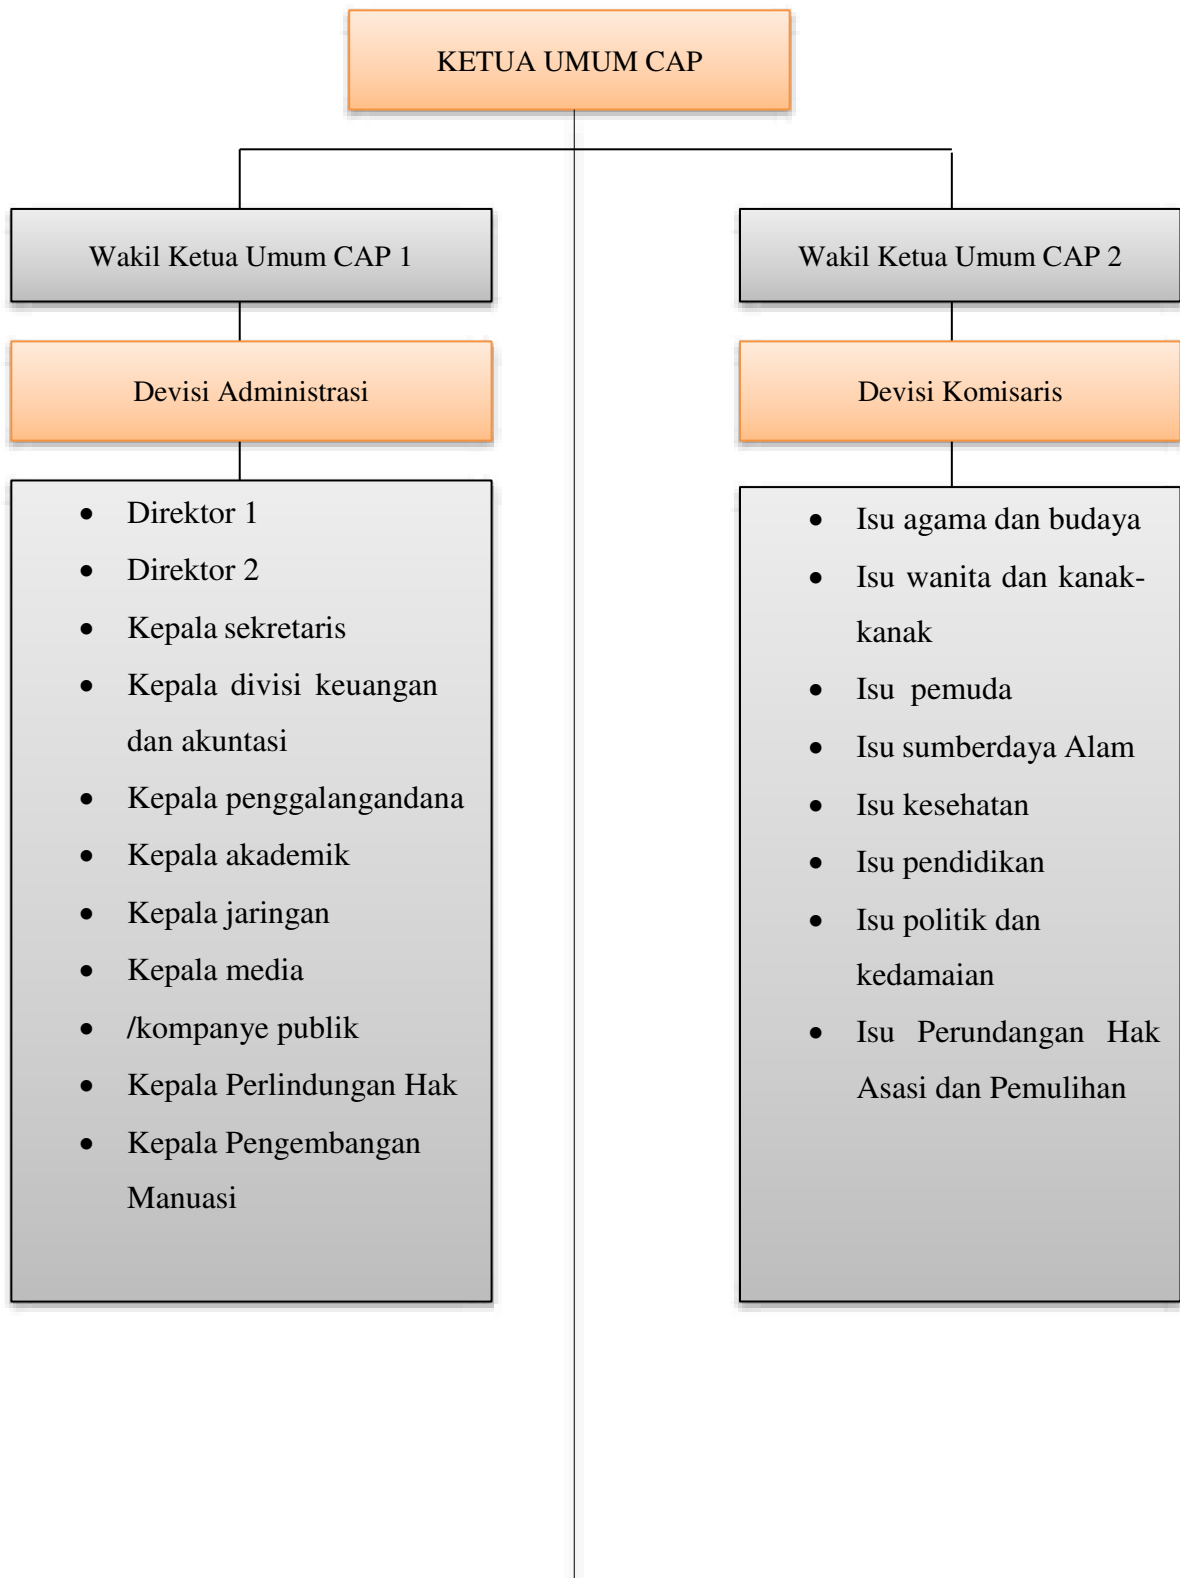 KETUA UMUM CAP
Wakil Ketua Umum CAP 1
Wakil Ketua Umum CAP 2
Devisi Administrasi
Devisi Komisaris
• Direktor 1
• Direktor 2
• Kepala sekretaris
• Kepala divisi keuangan
dan akuntasi
• Kepala penggalangandana
• Kepala akademik
• Kepala jaringan
• Kepala media
• /kompanye publik
• Kepala Perlindungan Hak
• Kepala Pengembangan
Manuasi
• Isu agama dan budaya
• Isu wanita dan kanak-
kanak
• Isu pemuda
• Isu sumberdaya Alam
• Isu kesehatan
• Isu pendidikan
• Isu politik dan
kedamaian
• Isu Perundangan Hak
Asasi dan Pemulihan